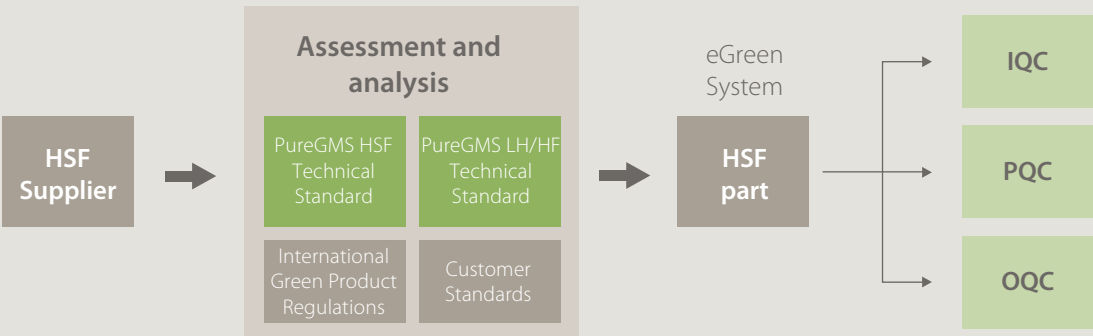 HSF
Supplier
Assessment and
analysis
PureGMS HSF
Technical
Standard
PureGMS LH/HF
Technical
Standard
International
Green Product
Regulations
Customer
Standards
eGreen
System
HSF
part
IQC
PQC
OQC